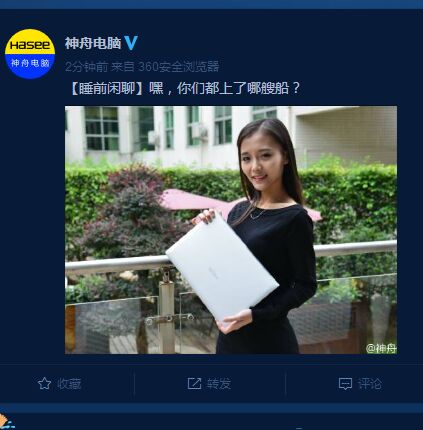 Hasee
神舟电脑
神舟电脑
2分钟前 来自 360安全浏览器
【睡前闲聊】嘿，你们都上了哪艘船？
@神舟
收藏
转发
评论